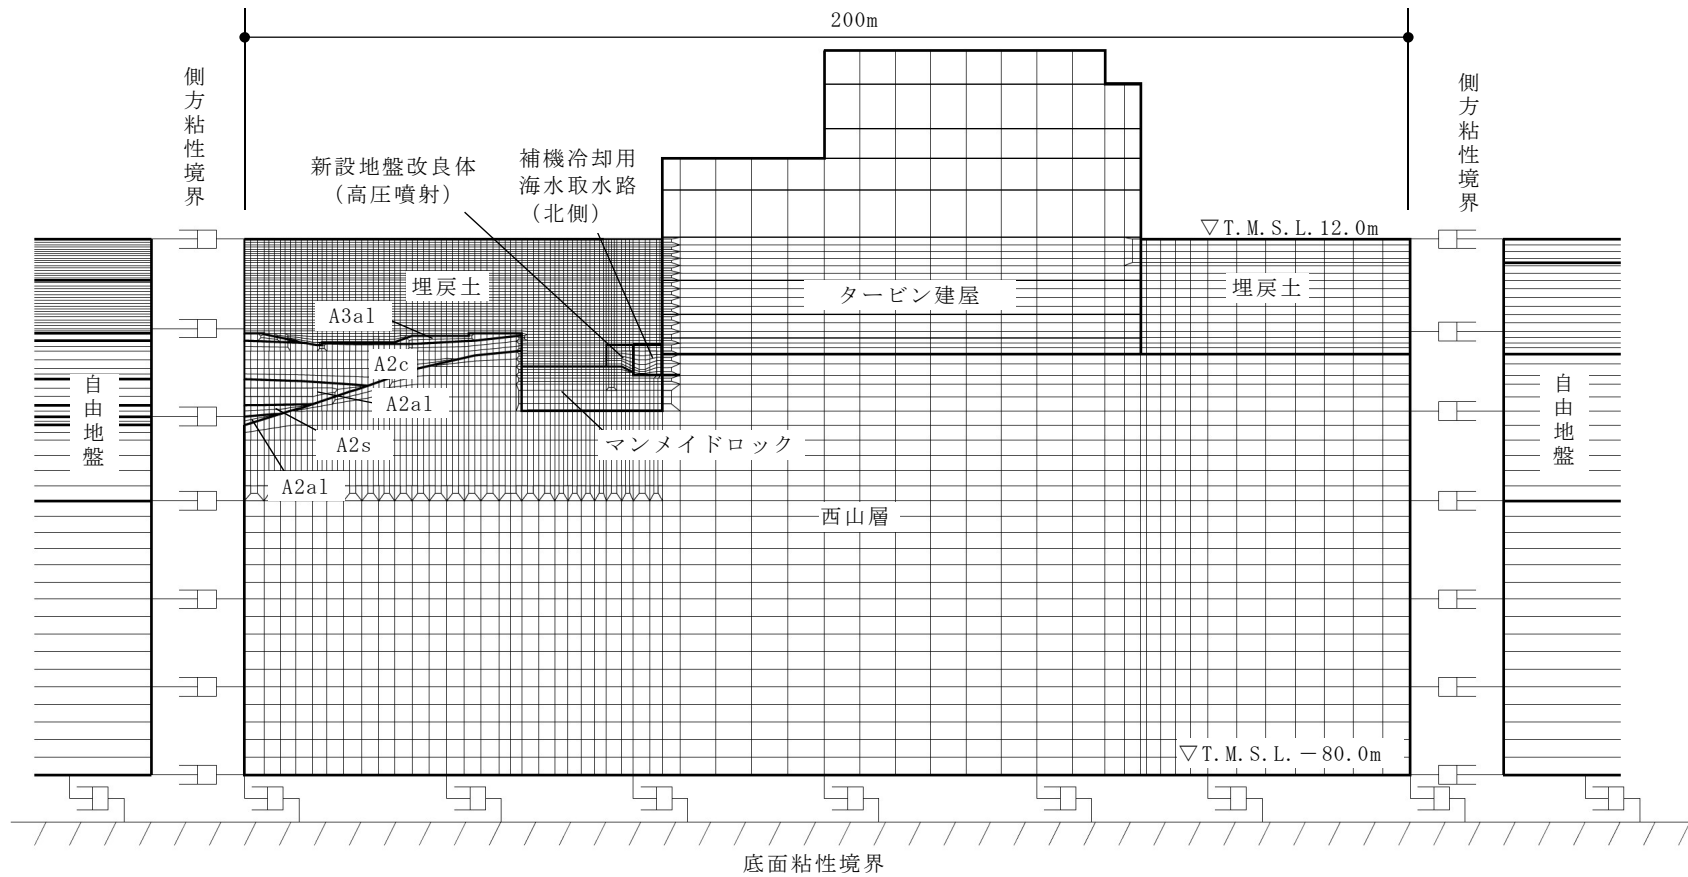 200m
側方粘性境界
側方粘性境界
新設地盤改良体
(高圧噴射)
補機冷却用
海水取水路
(北側)
▽T.M.S.L.12.0m
埋戻土
タービン建屋
埋戻土
A3al
A2c
A2al
自由地盤
自由地盤
A2s
マンメイドロック
A2al
西山層
▽T.M.S.L.－80.0m
底面粘性境界